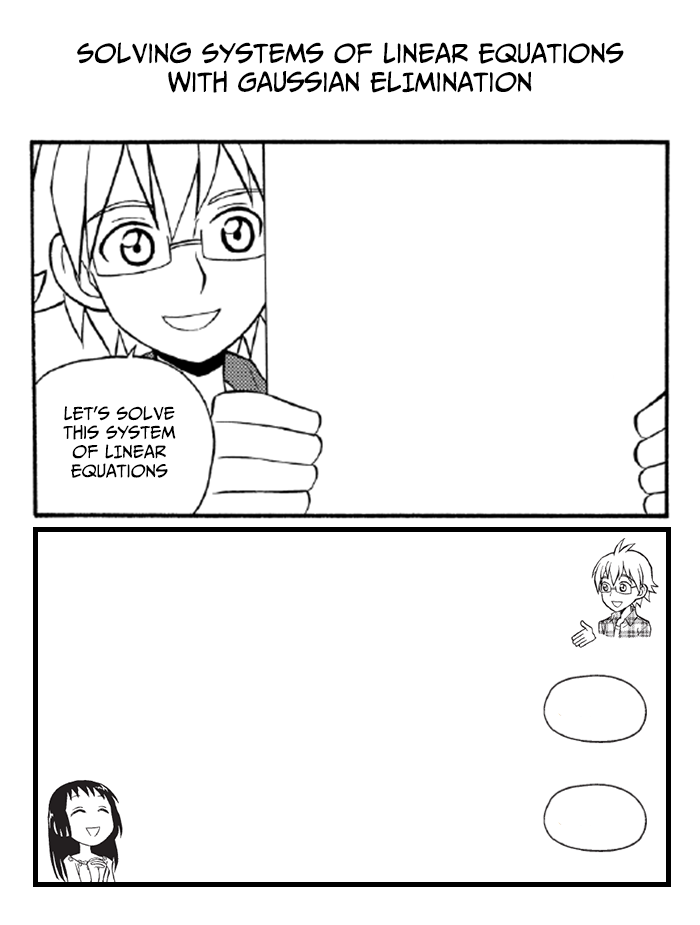 SOLVING SYSTEMS OF LINEAR EQUATIONS
WITH GAUSSIAN ELIMINATION
LET'S SOLVE
THIS SYSTEM
OF LINEAR
EQUATIONS